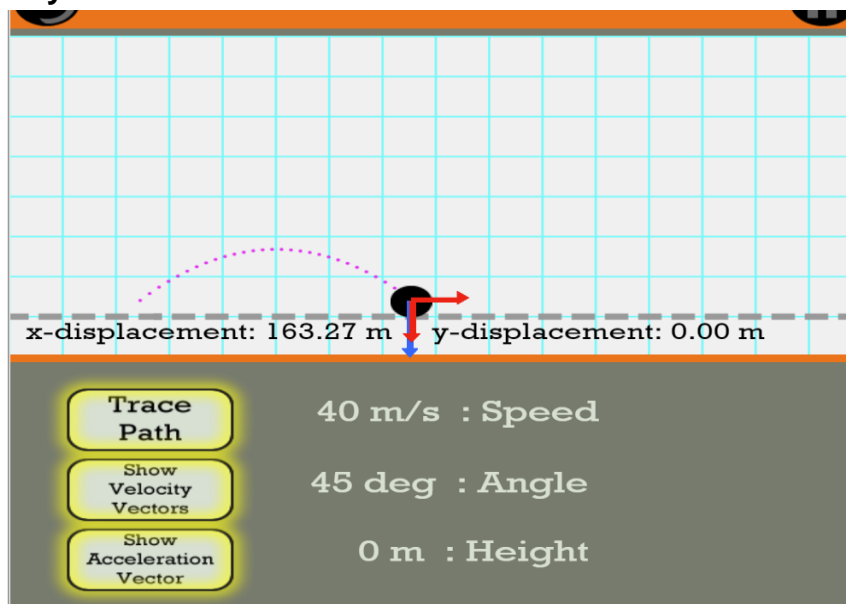 x-displacement: 163.27 m y-displacement: 0.00 m
Trace
Path
40 m/s : Speed
Show
Velocity
Vectors
45 deg : Angle
Show
Acceleration
Vector
0 m : Height